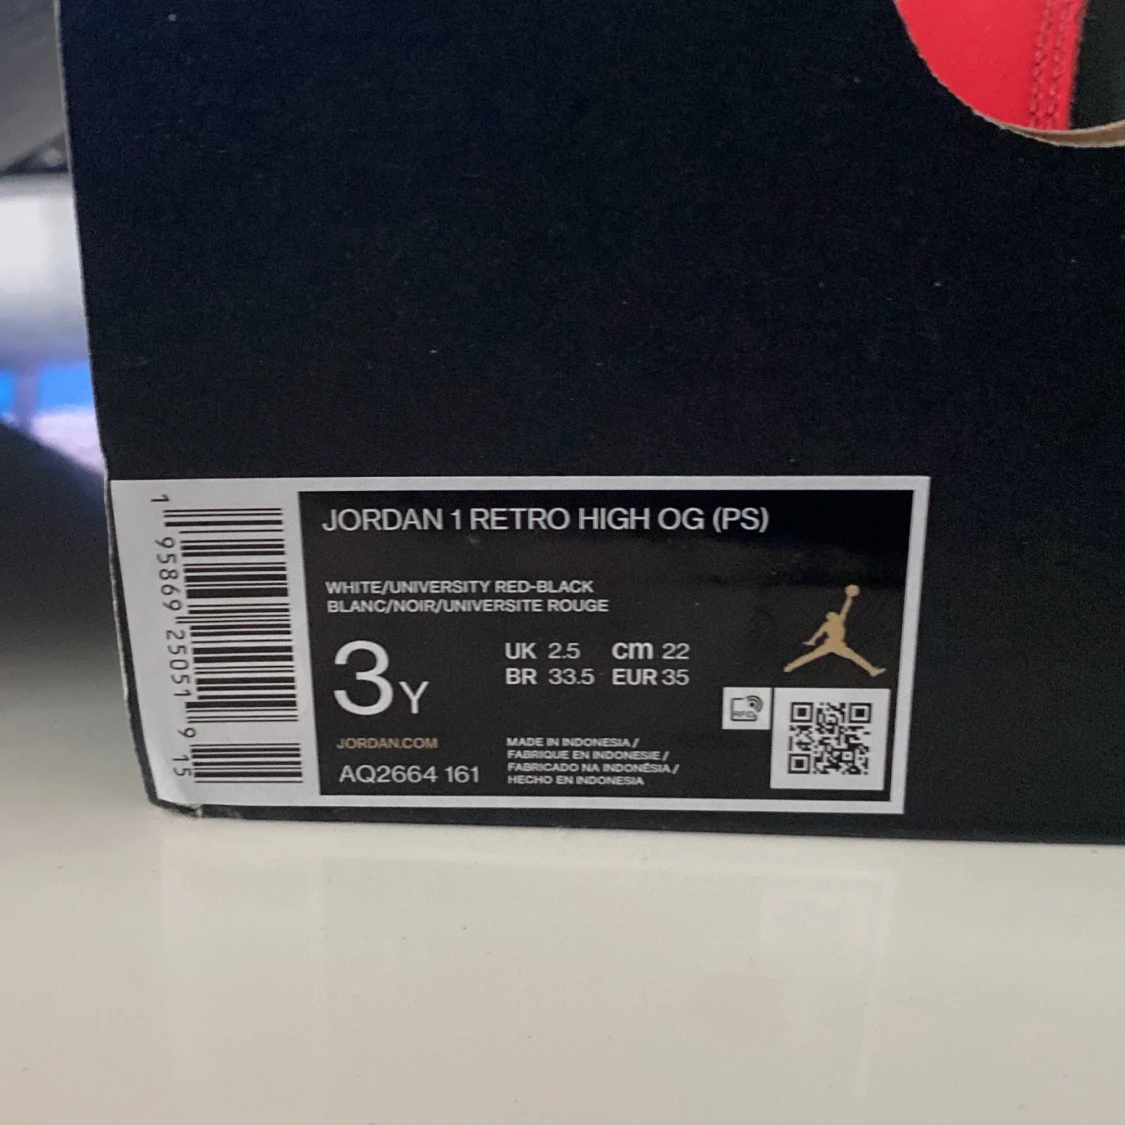 JORDAN 1 RETRO HIGH OG (PS)
WHITE/UNIVERSITY RED-BLACK
BLANC/NOIR/UNIVERSITE ROUGE
3Y
UK 2.5 cm 22
BR 33.5 EUR 35
JORDAN.COM
AQ2664 161
MADE IN INDONESIA /
FABRIQUE EN INDONESIE /
FABRICADO NA INDONÉSIA /
HECHO EN INDONESIA
RFID
1 95869 25051 9 15